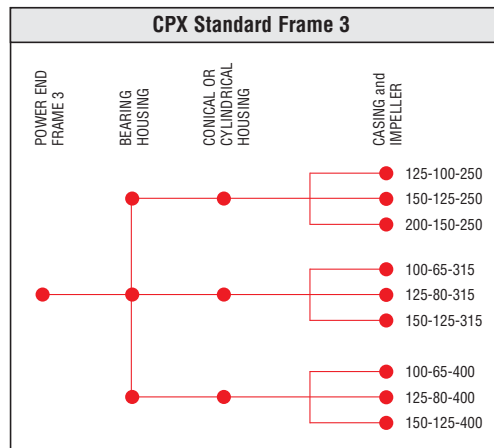 CPX Standard Frame 3
POWER END
FRAME 3
BEARING
HOUSING
CONICAL OR
CYLINDRICAL
HOUSING
CASING and
IMPELLER
125-100-250
150-125-250
200-150-250
100-65-315
125-80-315
150-125-315
100-65-400
125-80-400
150-125-400